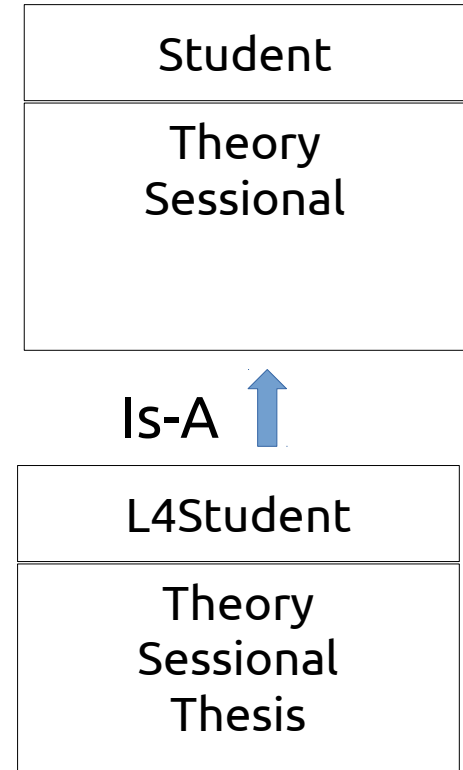 Student
Theory
Sessional
Is-A
L4Student
Theory
Sessional
Thesis